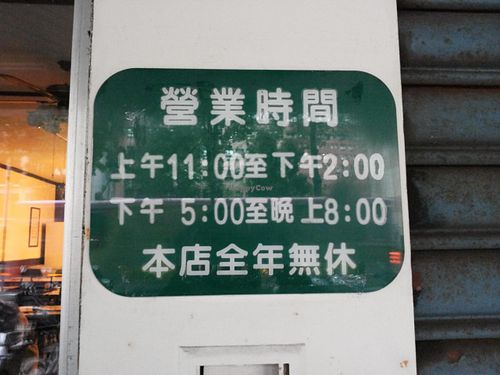 營業時間
上午11:00至下午2:00
HappyCow
下午 5:00至晚上8:00
本店全年無休